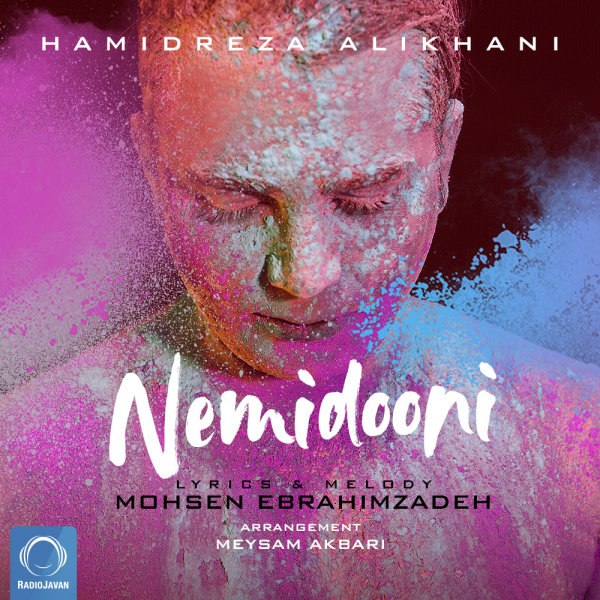 HAMIDREZA ALIKHANI
Nemidooni
LYRICS & MELODY
MOHSEN EBRAHIMZADEH
ARRANGEMENT
MEYSAM AKBARI
RADIOJAVAN